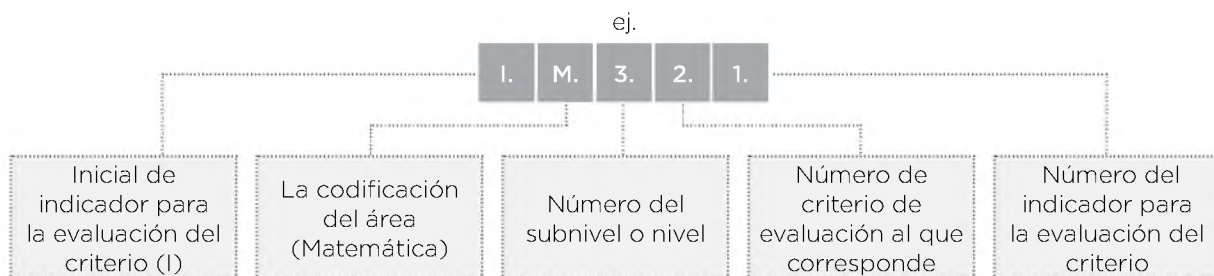 ej.
I. M. 3. 2. 1.
Inicial de
indicador para
la evaluación del
criterio (I)
La codificación
del área
(Matemática)
Número del
subnivel o nivel
Número de
criterio de
evaluación al que
corresponde
Número del
indicador para
la evaluación del
criterio